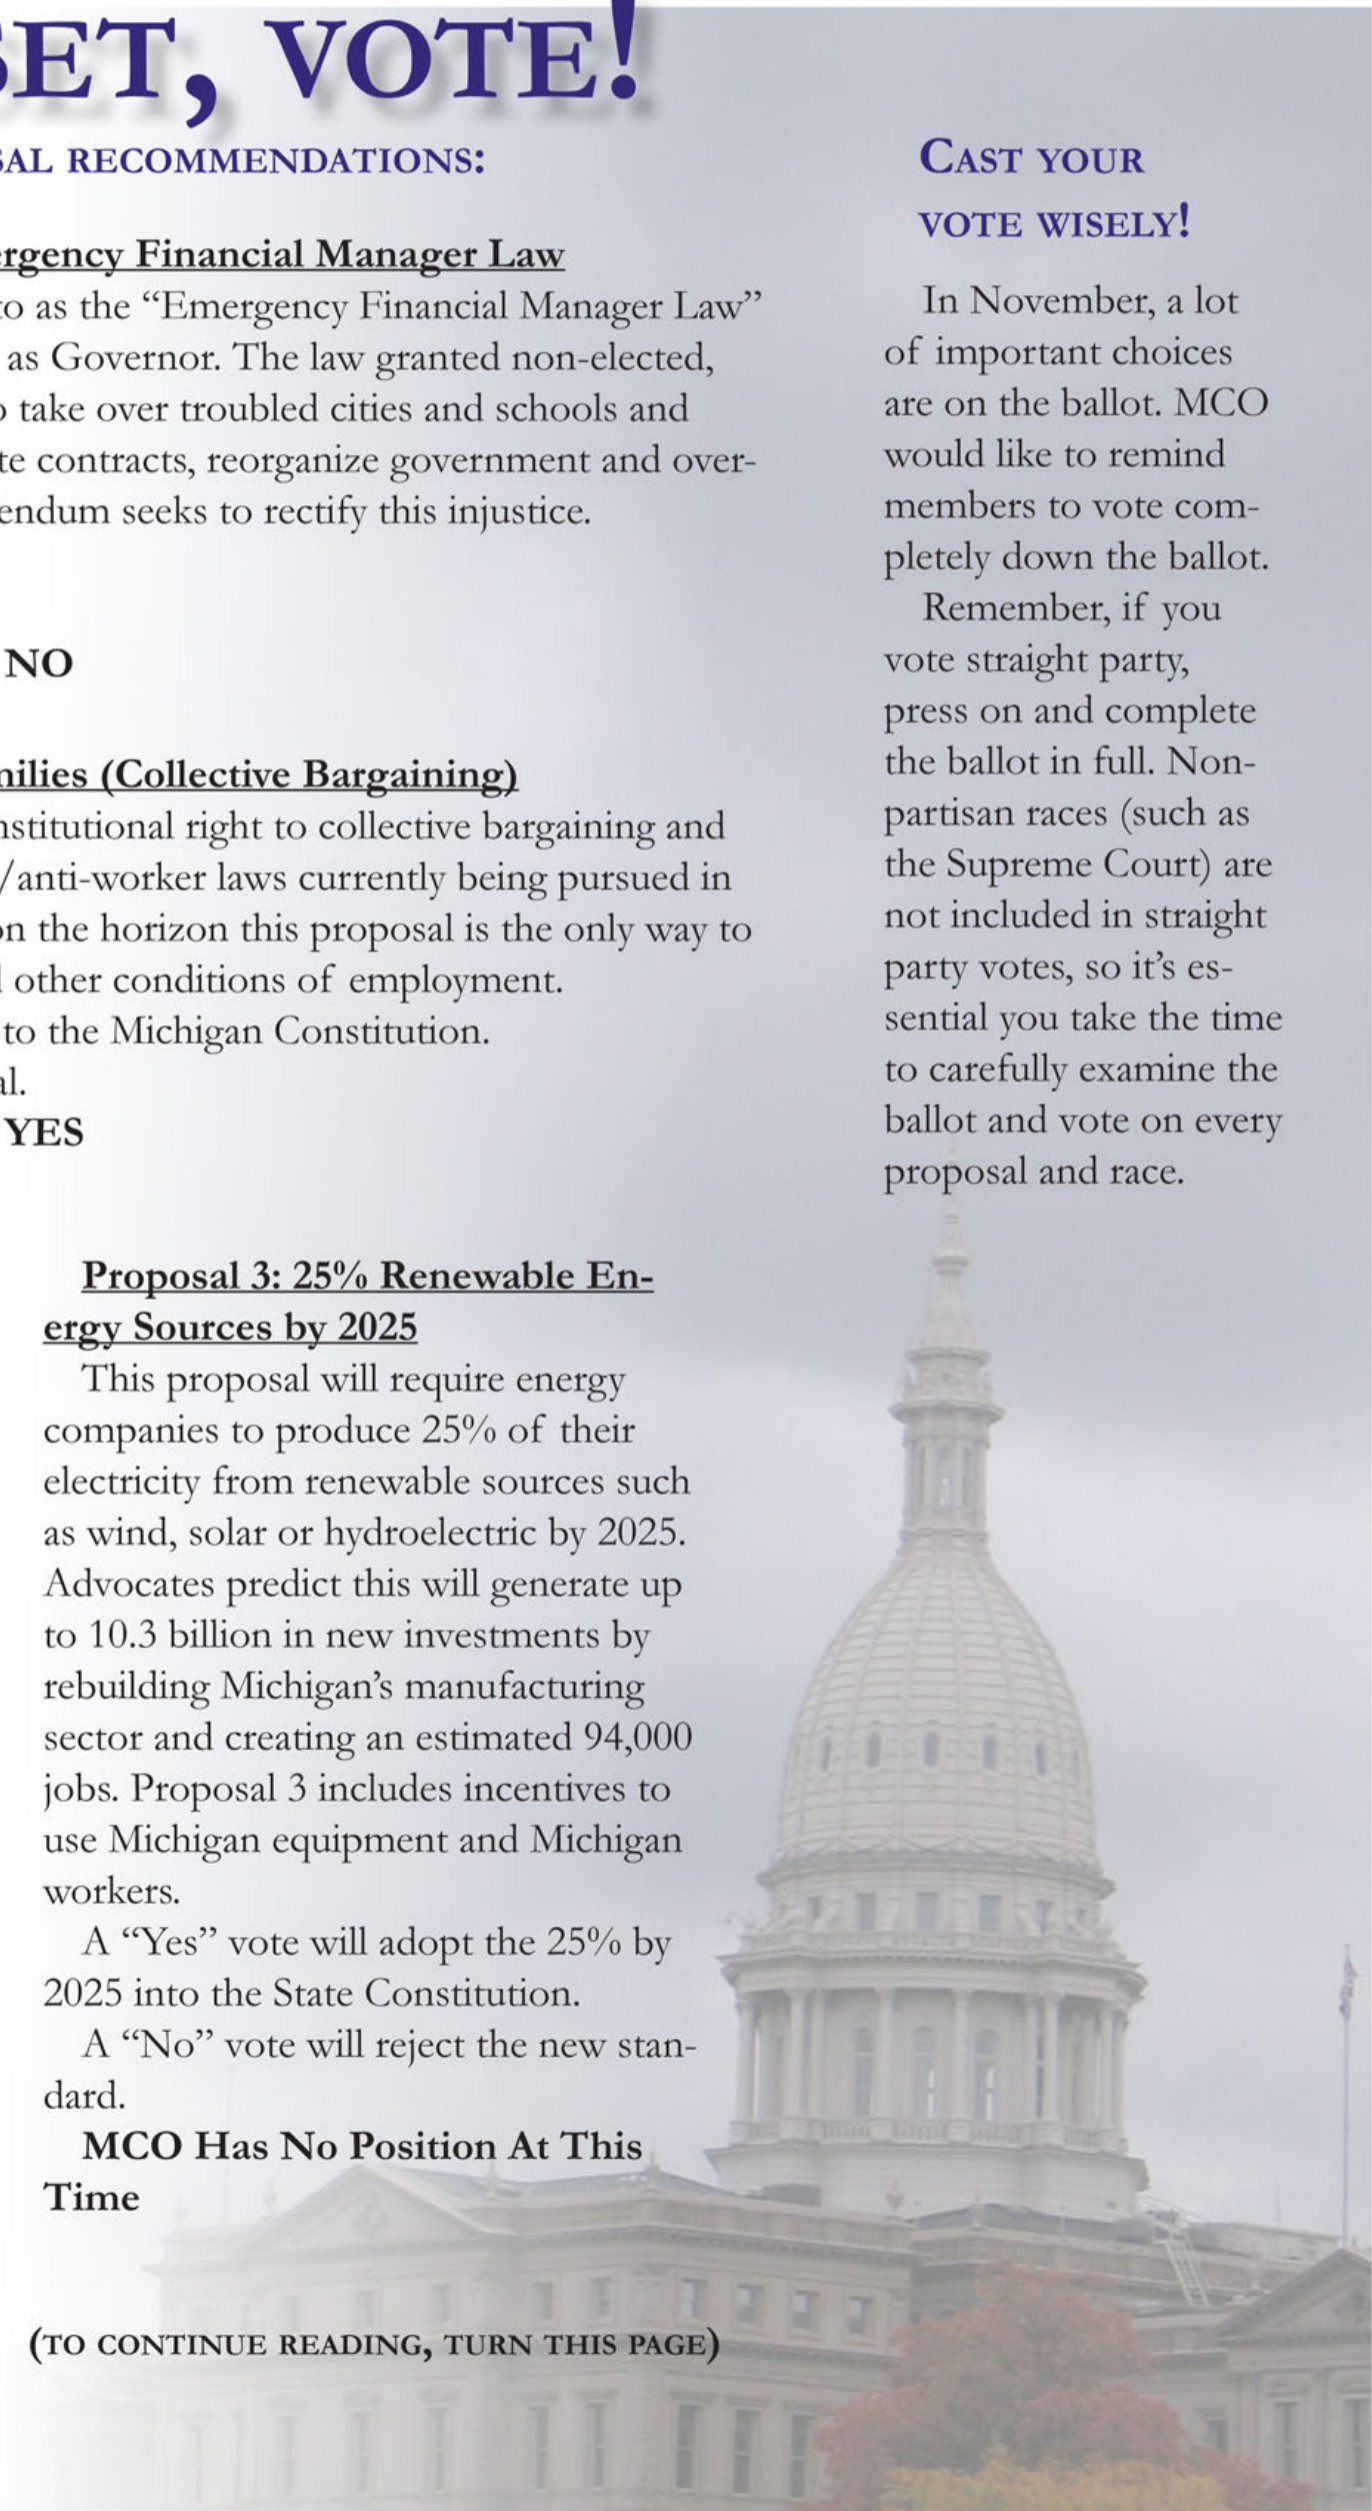 SET, VOTE!
SAL RECOMMENDATIONS:
ergency Financial Manager Law
to as the “Emergency Financial Manager Law”
as Governor. The law granted non-elected,
take over troubled cities and schools and
te contracts, reorganize government and over-
endum seeks to rectify this injustice.
NO
nilies (Collective Bargaining)
nstitutional right to collective bargaining and
/anti-worker laws currently being pursued in
on the horizon this proposal is the only way to
other conditions of employment.
to the Michigan Constitution.
al.
YES
Proposal 3: 25% Renewable En-
ergy Sources by 2025
This proposal will require energy
companies to produce 25% of their
electricity from renewable sources such
as wind, solar or hydroelectric by 2025.
Advocates predict this will generate up
to 10.3 billion in new investments by
rebuilding Michigan’s manufacturing
sector and creating an estimated 94,000
jobs. Proposal 3 includes incentives to
use Michigan equipment and Michigan
workers.
A “Yes” vote will adopt the 25% by
2025 into the State Constitution.
A “No” vote will reject the new stan-
dard.
MCO Has No Position At This
Time
(TO CONTINUE READING, TURN THIS PAGE)
CAST YOUR
VOTE WISELY!
In November, a lot
of important choices
are on the ballot. MCO
would like to remind
members to vote com-
pletely down the ballot.
Remember, if you
vote straight party,
press on and complete
the ballot in full. Non-
partisan races (such as
the Supreme Court) are
not included in straight
party votes, so it’s es-
sential you take the time
to carefully examine the
ballot and vote on every
proposal and race.